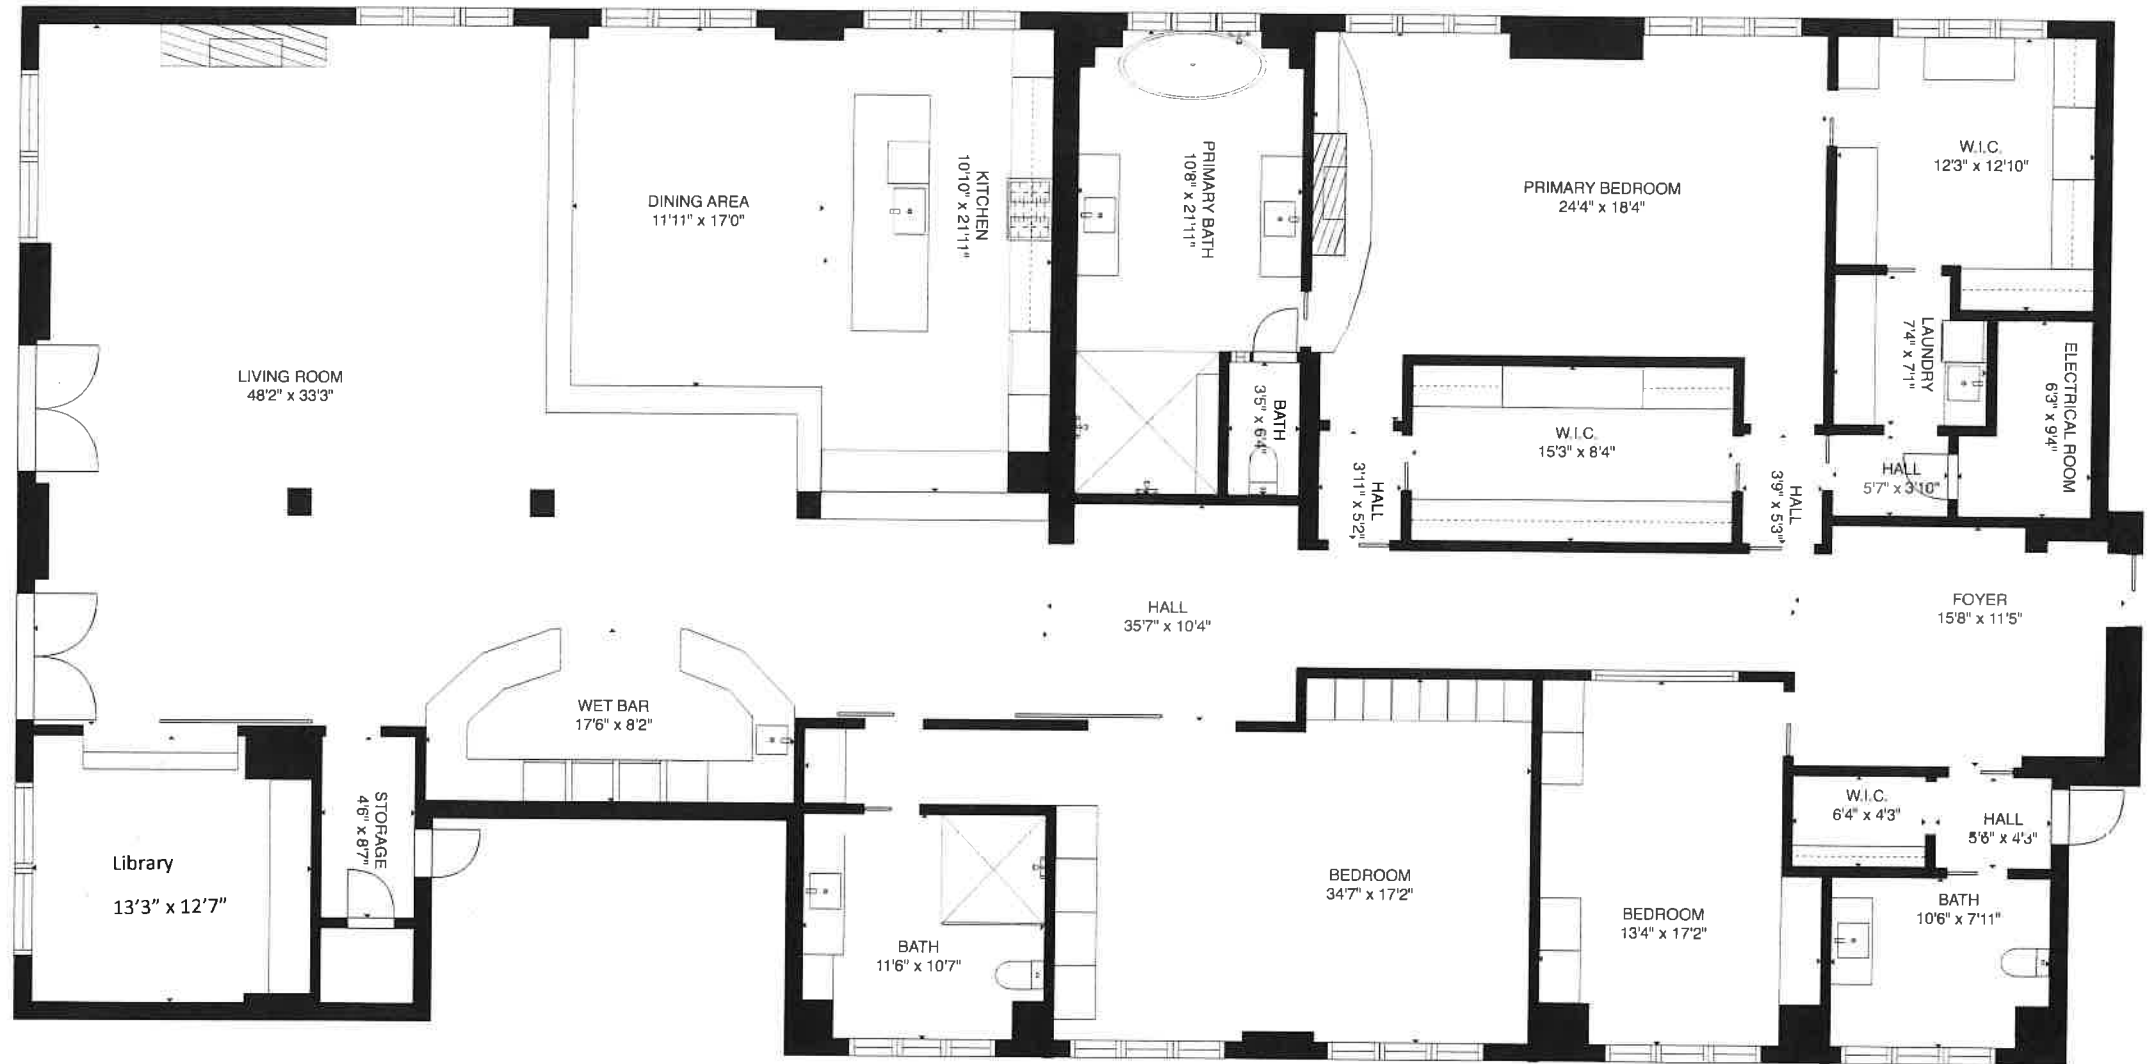 LIVING ROOM
48'2" x 33'3"
DINING AREA
11'11" x 17'0"
KITCHEN
10'10" x 21'11"
PRIMARY BATH
10'8" x 21'11"
BATH
3'5" x 6'4"
PRIMARY BEDROOM
24'4" x 18'4"
W.I.C.
12'3" x 12'10"
LAUNDRY
7'4" x 7'1"
ELECTRICAL ROOM
6'3" x 9'4"
W.I.C.
15'3" x 8'4"
HALL
3'11" x 5'2"
HALL
3'9" x 5'3"
HALL
5'7" x 3'10"
HALL
35'7" x 10'4"
FOYER
15'8" x 11'5"
WET BAR
17'6" x 8'2"
STORAGE
4'6" x 8'7"
Library
13'3" x 12'7"
BATH
11'6" x 10'7"
BEDROOM
34'7" x 17'2"
BEDROOM
13'4" x 17'2"
W.I.C.
6'4" x 4'3"
HALL
5'6" x 4'3"
BATH
10'6" x 7'11"